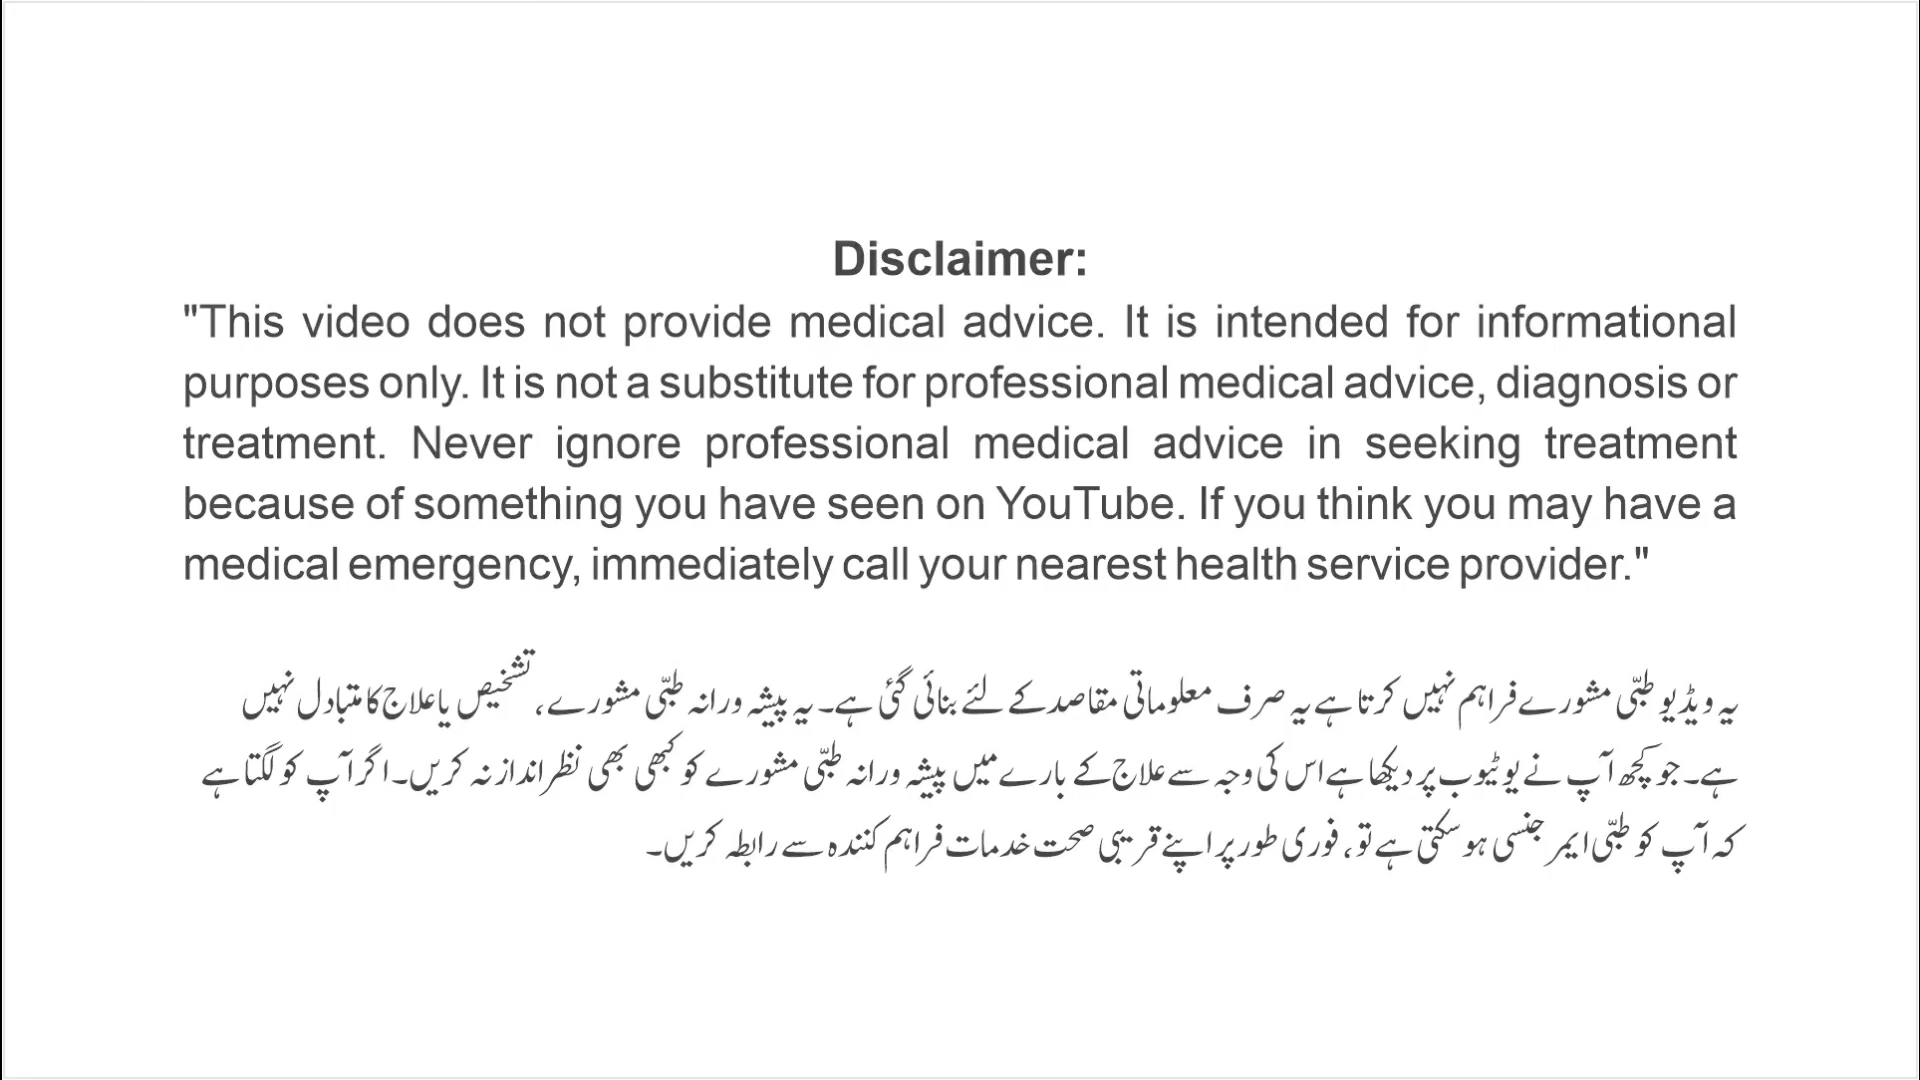 Disclaimer:
"This video does not provide medical advice. It is intended for informational
purposes only. It is not a substitute for professional medical advice, diagnosis or
treatment. Never ignore professional medical advice in seeking treatment
because of something you have seen on YouTube. If you think you may have a
medical emergency, immediately call your nearest health service provider."
یہ ویڈیو طبّی مشورے فراہم نہیں کرتا ہے یہ صرف معلوماتی مقاصد کے لئے بنائی گئی ہے۔ یہ پیشہ ورانہ طبّی مشورے، تشخیص یا علاج کا متبادل نہیں
ہے۔ جو کچھ آپ نے یوٹیوب پر دیکھا ہے اس کی وجہ سے علاج کے بارے میں پیشہ ورانہ طبّی مشورے کو کبھی بھی نظر انداز نہ کریں۔ اگر آپ کو لگتا ہے
کہ آپ کو طبّی ایمر جنسی ہو سکتی ہے تو، فوری طور پر اپنے قریبی صحت خدمات فراہم کنندہ سے رابطہ کریں۔